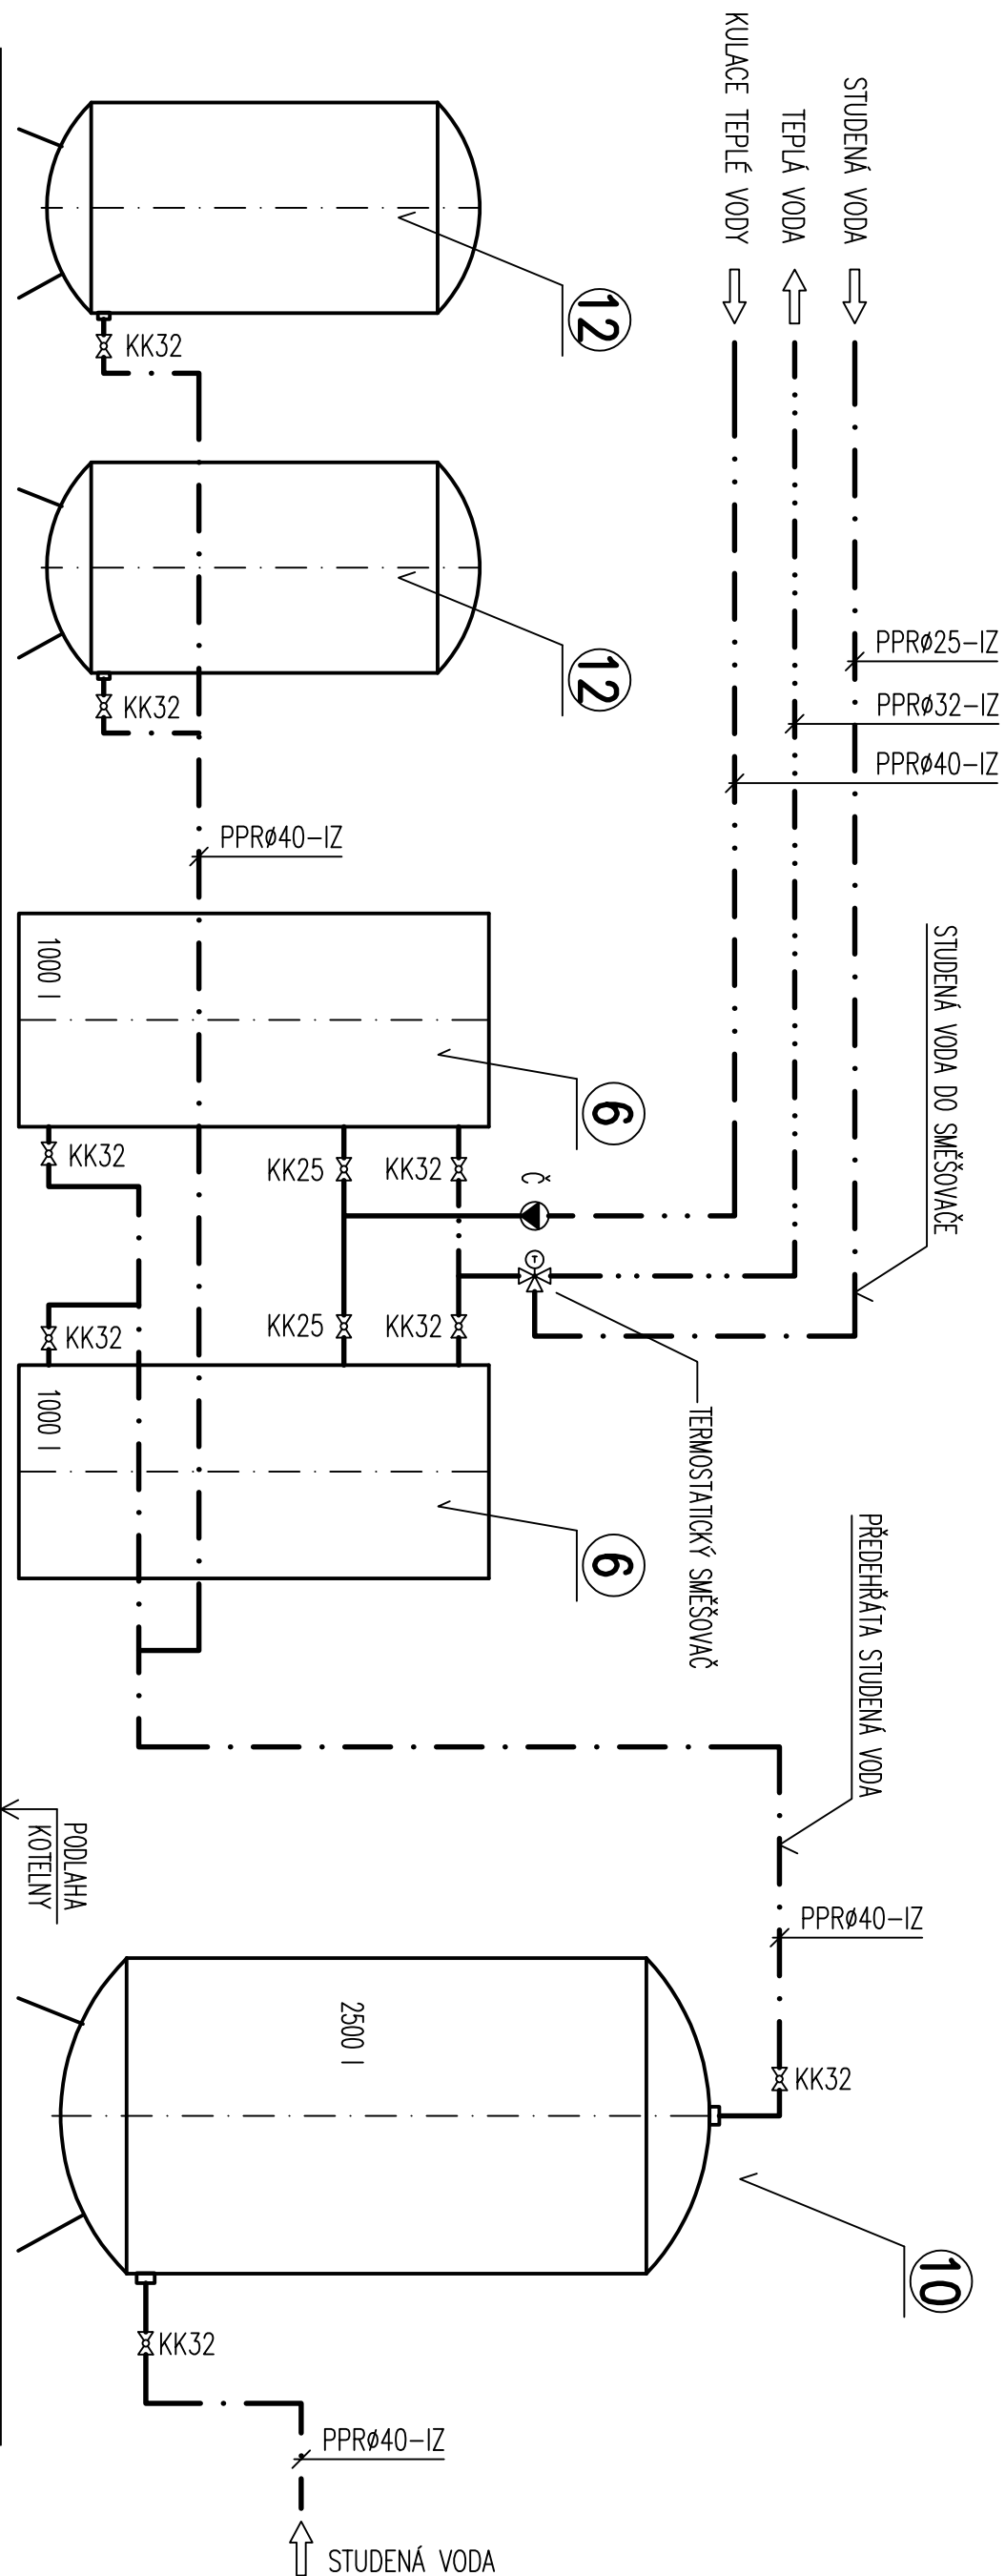 KULACE TEPLÉ VODY
TEPLÁ VODA
STUDENÁ VODA
12
KK32
12
KK32
PPRø25-IZ
PPRø32-IZ
PPRø40-IZ
PPRø40-IZ
STUDENÁ VODA DO SMĚŠOVAČE
1000 l
6
KK32
KK25
KK32
Č
T
KK32
KK25
KK32
TERMOSTATICKÝ SMĚŠOVAČ
1000 l
6
PŘEDEHŘÁTA STUDENÁ VODA
PODLAHA
KOTELNY
PPRø40-IZ
KK32
2500 l
10
KK32
PPRø40-IZ
STUDENÁ VODA